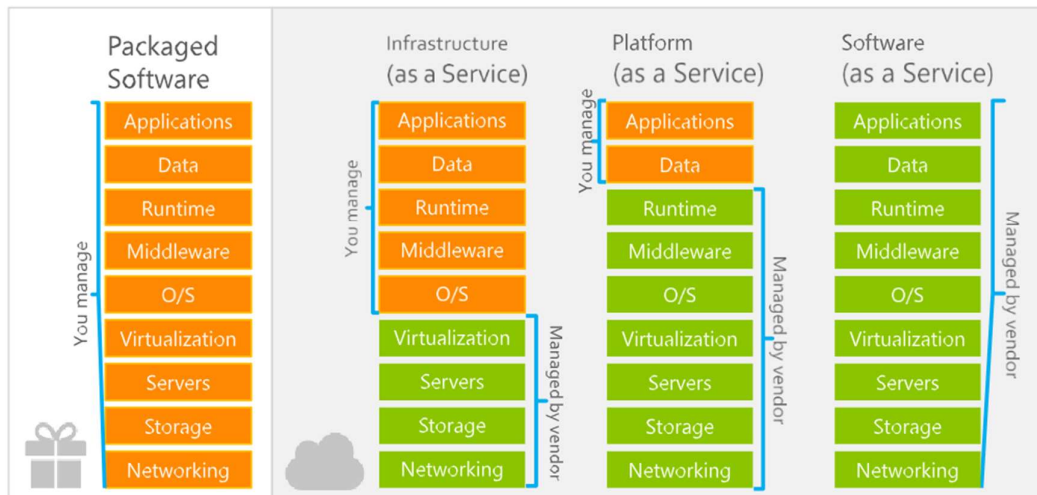 Packaged
Software
Applications
Data
Runtime
Middleware
O/S
Virtualization
Servers
Storage
Networking
You manage
Infrastructure
(as a Service)
Applications
Data
Runtime
Middleware
O/S
Virtualization
Servers
Storage
Networking
You manage
Managed by vendor
Platform
(as a Service)
Applications
Data
Runtime
Middleware
O/S
Virtualization
Servers
Storage
Networking
You manage
Managed by vendor
Software
(as a Service)
Applications
Data
Runtime
Middleware
O/S
Virtualization
Servers
Storage
Networking
Managed by vendor